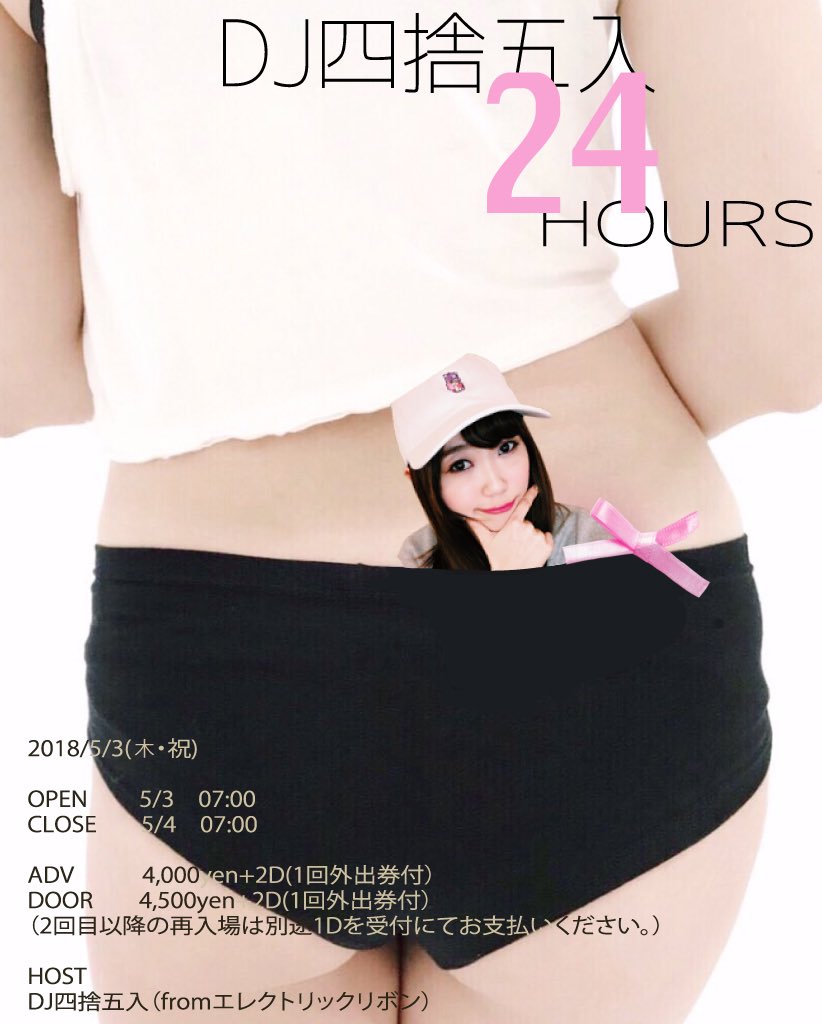 DJ四捨五入
24
HOURS
2018/5/3(木・祝)
OPEN 5/3 07:00
CLOSE 5/4 07:00
ADV 4,000yen+2D(1回外出券付)
DOOR 4,500yen+2D(1回外出券付)
(2回目以降の再入場は別途1Dを受付にてお支払いください。)
HOST
DJ四捨五入(fromエレクトリックリボン)